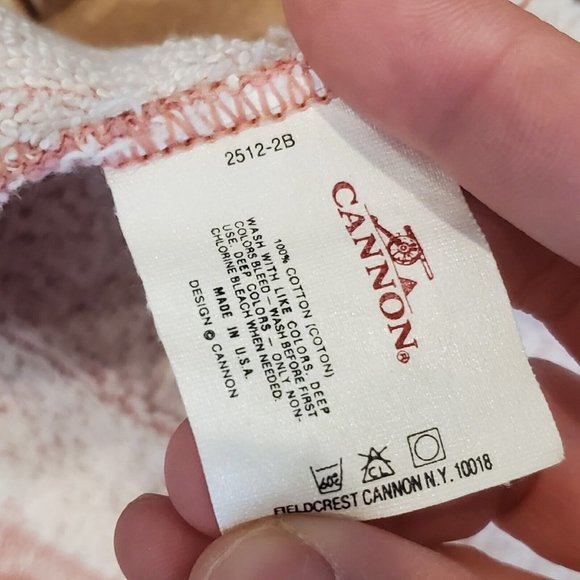 2512-2B
CANNON®
100% COTTON (COTON)
WASH WITH LIKE COLORS. DEEP
COLORS BLEED – WASH BEFORE FIRST
USE. DEEP COLORS – ONLY NON-
CHLORINE BLEACH WHEN NEEDED.
MADE IN U.S.A.
DESIGN © CANNON
60c CL
FIELDCREST CANNON N.Y. 10018